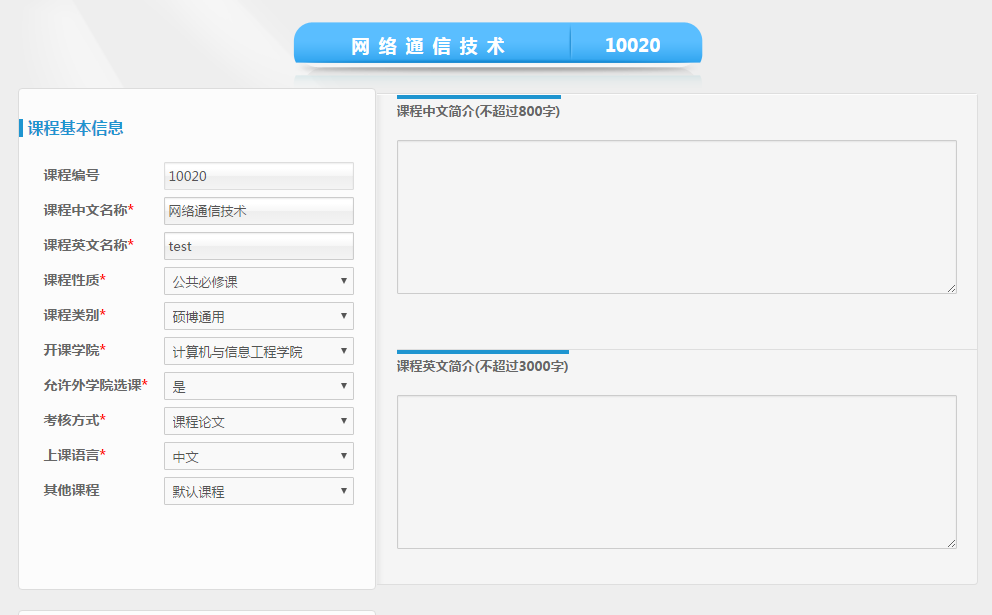 网络通信技术 10020
课程基本信息
课程编号 10020
课程中文名称* 网络通信技术
课程英文名称* test
课程性质* 公共必修课
课程类别* 硕博通用
开课学院* 计算机与信息工程学院
允许外学院选课* 是
考核方式* 课程论文
上课语言* 中文
其他课程 默认课程
课程中文简介(不超过800字)
课程英文简介(不超过3000字)